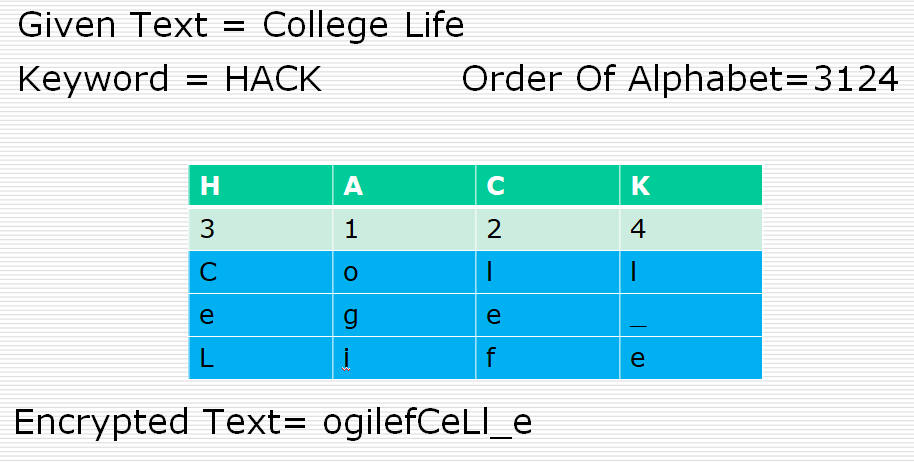 Given Text = College Life
Keyword = HACK Order Of Alphabet=3124
H A C K
3 1 2 4
C o l l
e g e _
L i f e
Encrypted Text= ogilefCeLl_e